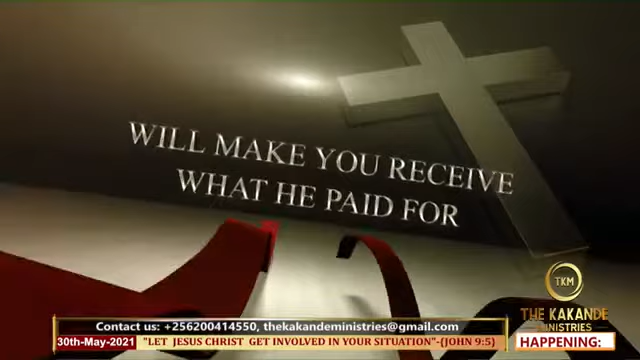 WILL MAKE YOU RECEIVE
WHAT HE PAID FOR
TKM
THE KAKANDE
MINISTRIES
Contact us: +256200414550, thekakandeministries@gmail.com
30th-May-2021
"LET JESUS CHRIST GET INVOLVED IN YOUR SITUATION"-(JOHN 9:5)
HAPPENING: